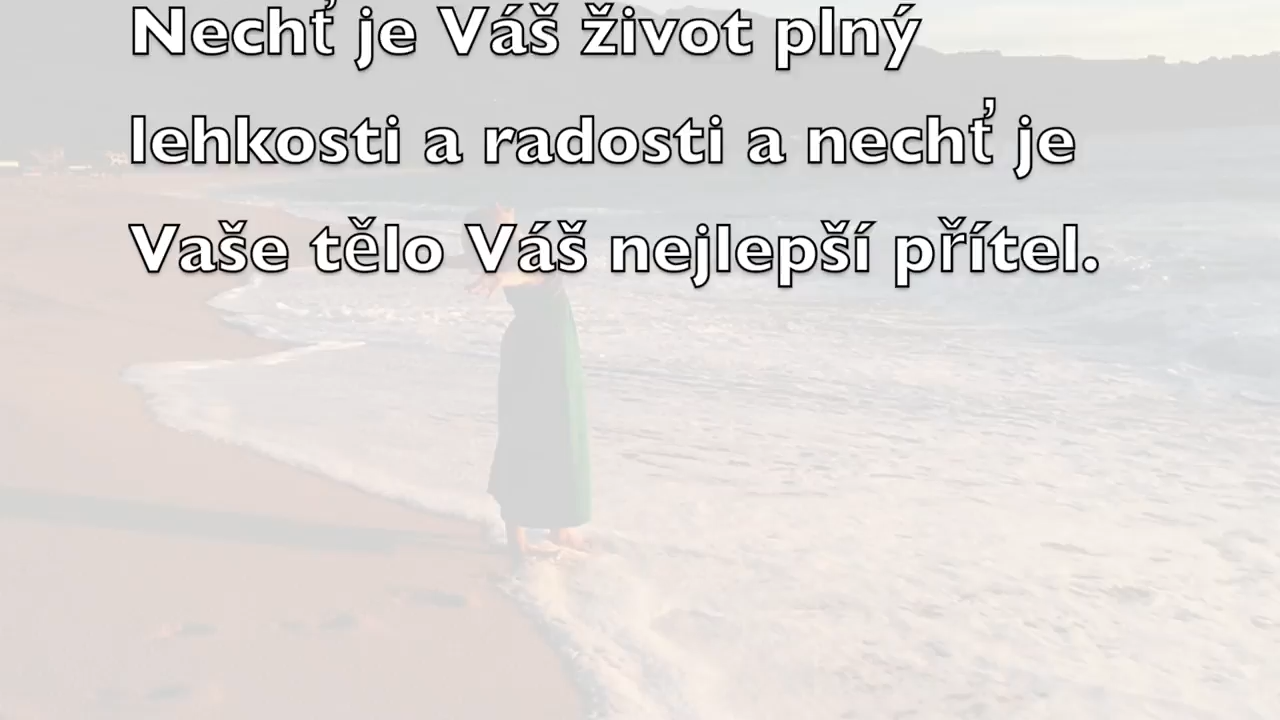 Nechť je Váš život plný
lehkosti a radosti a nechť je
Vaše tělo Váš nejlepší přítel.